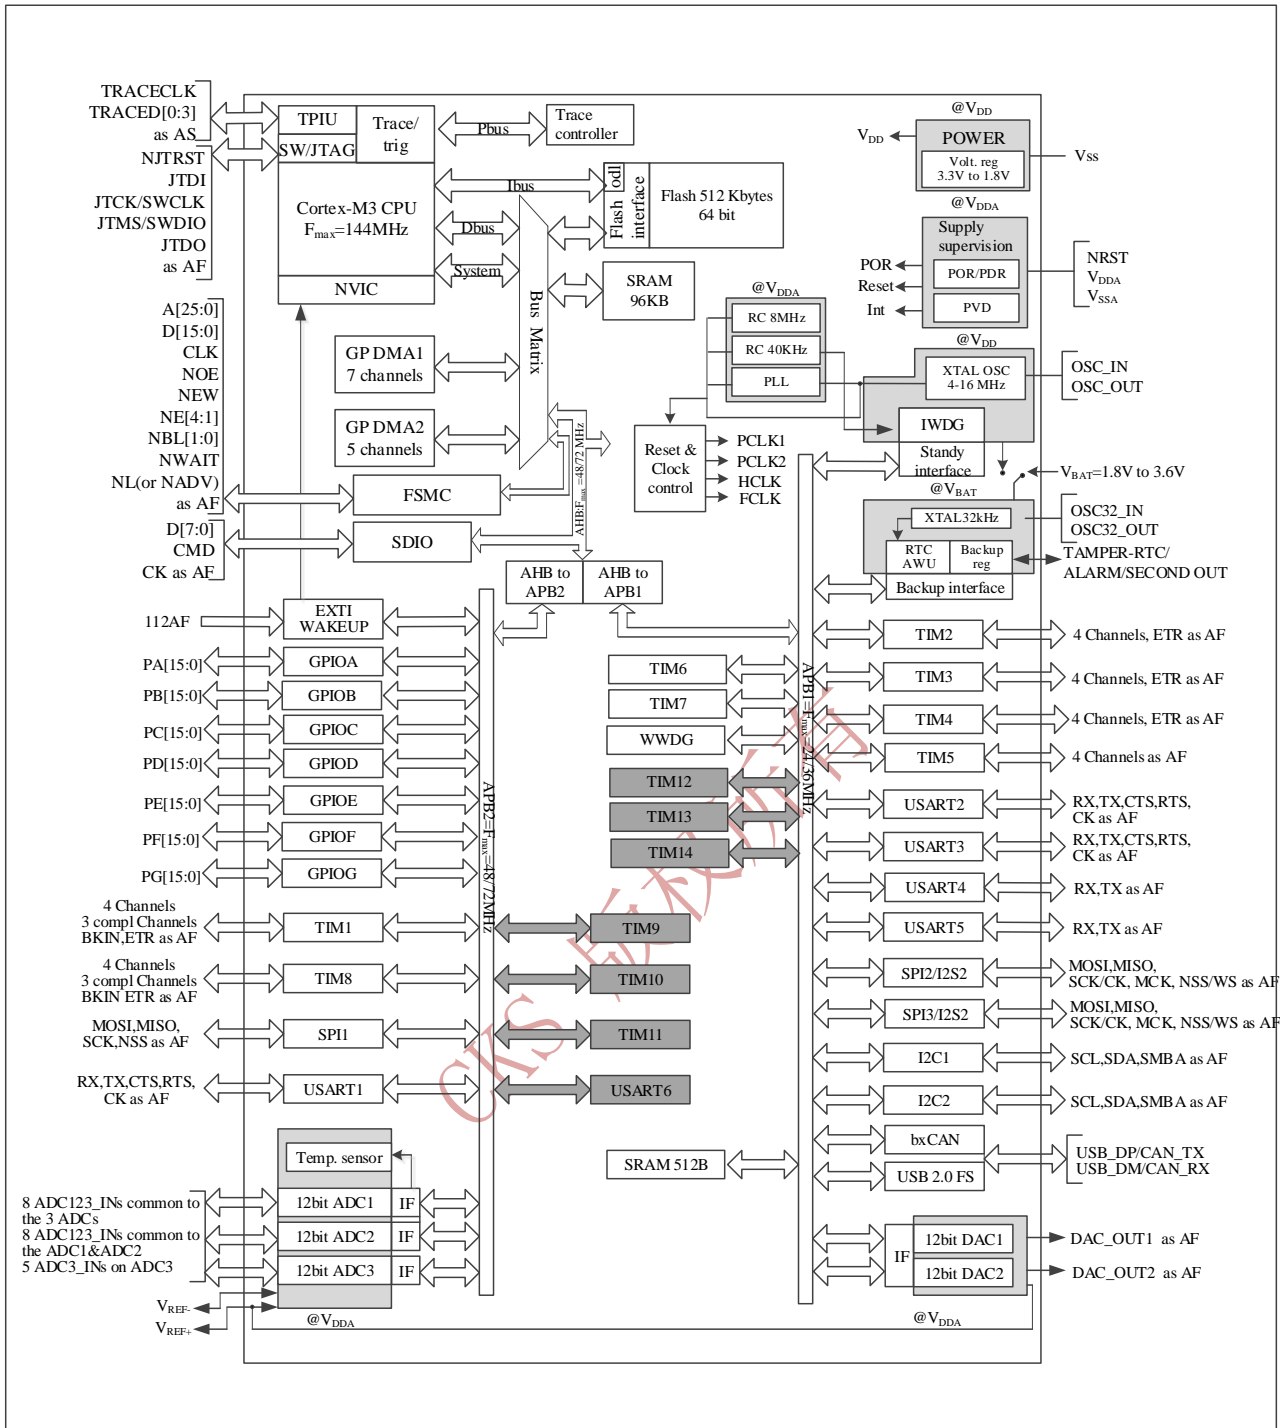 TRACECLK
TRACED[0:3]
as AS
NJTRST
JTDI
JTCK/SWCLK
JTMS/SWDIO
JTDO
as AF
TPIU
Trace/
trig
SW/JTAG
Cortex-M3 CPU
Fmax=144MHz
NVIC
Pbus
Trace
controller
Ibus
Dbus
System
Flash odl
interface
Flash 512 Kbytes
64 bit
SRAM
96KB
Bus Matrix
@VDD
VDD
POWER
Volt. reg
3.3V to 1.8V
Vss
@VDDA
Supply
supervision
POR
Reset
Int
POR/PDR
PVD
NRST
VDDA
VSSA
@VDDA
RC 8MHz
RC 40KHz
PLL
@VDD
XTAL OSC
4-16 MHz
OSC_IN
OSC_OUT
IWDG
Standy
interface
VBAT=1.8V to 3.6V
@VBAT
XTAL32kHz
OSC32_IN
OSC32_OUT
RTC
AWU
Backup
reg
TAMPER-RTC/
ALARM/SECOND OUT
Backup interface
A[25:0]
D[15:0]
CLK
NOE
NEW
NE[4:1]
NBL[1:0]
NWAIT
NL(or NADV)
as AF
GP DMA1
7 channels
GP DMA2
5 channels
FSMC
AHB:Fmax=48/72 MHz
Reset &
Clock
control
PCLK1
PCLK2
HCLK
FCLK
D[7:0]
CMD
CK as AF
SDIO
AHB to
APB2
AHB to
APB1
112AF
EXTI
WAKEUP
PA[15:0]
GPIOA
PB[15:0]
GPIOB
PC[15:0]
GPIOC
PD[15:0]
GPIOD
PE[15:0]
GPIOE
PF[15:0]
GPIOF
PG[15:0]
GPIOG
4 Channels
3 compl Channels
BKIN,ETR as AF
TIM1
4 Channels
3 compl Channels
BKIN ETR as AF
TIM8
MOSI,MISO,
SCK,NSS as AF
SPI1
RX,TX,CTS,RTS,
CK as AF
USART1
APB2=Fmax=48/72MHz
TIM6
TIM7
WWDG
TIM12
TIM13
TIM14
TIM9
TIM10
TIM11
USART6
SRAM 512B
APB1=Fmax=24/36MHz
TIM2
4 Channels, ETR as AF
TIM3
4 Channels, ETR as AF
TIM4
4 Channels, ETR as AF
TIM5
4 Channels as AF
USART2
RX,TX,CTS,RTS,
CK as AF
USART3
RX,TX,CTS,RTS,
CK as AF
USART4
RX,TX as AF
USART5
RX,TX as AF
SPI2/I2S2
MOSI,MISO,
SCK/CK, MCK, NSS/WS as AF
SPI3/I2S2
MOSI,MISO,
SCK/CK, MCK, NSS/WS as AF
I2C1
SCL,SDA,SMBA as AF
I2C2
SCL,SDA,SMBA as AF
bxCAN
USB 2.0 FS
USB_DP/CAN_TX
USB_DM/CAN_RX
Temp. sensor
8 ADC123_INs common to
the 3 ADCs
8 ADC123_INs common to
the ADC1&ADC2
5 ADC3_INs on ADC3
12bit ADC1
IF
12bit ADC2
IF
12bit ADC3
IF
VREF-
VREF+
@VDDA
IF
12bit DAC1
12bit DAC2
DAC_OUT1 as AF
DAC_OUT2 as AF
@VDDA
CKS 版权所有